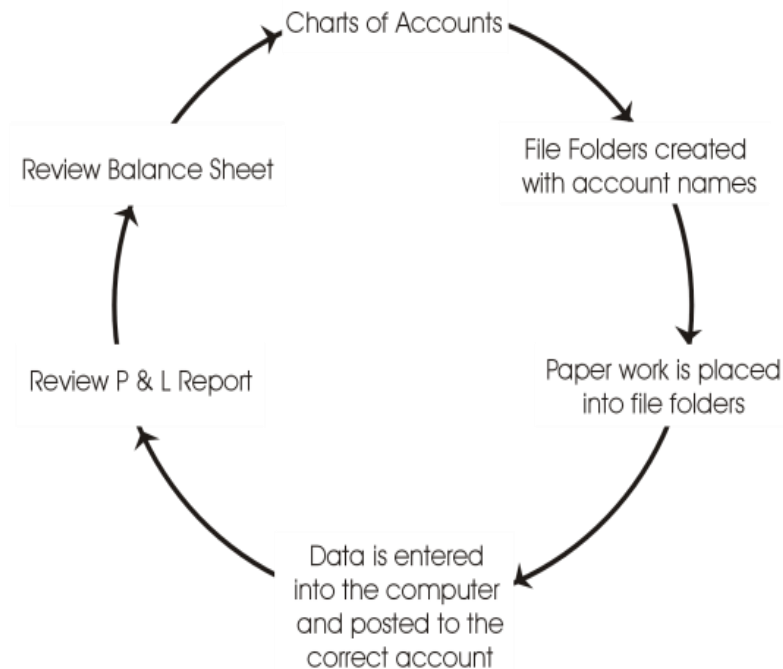 Charts of Accounts
File Folders created
with account names
Paper work is placed
into file folders
Data is entered
into the computer
and posted to the
correct account
Review P & L Report
Review Balance Sheet